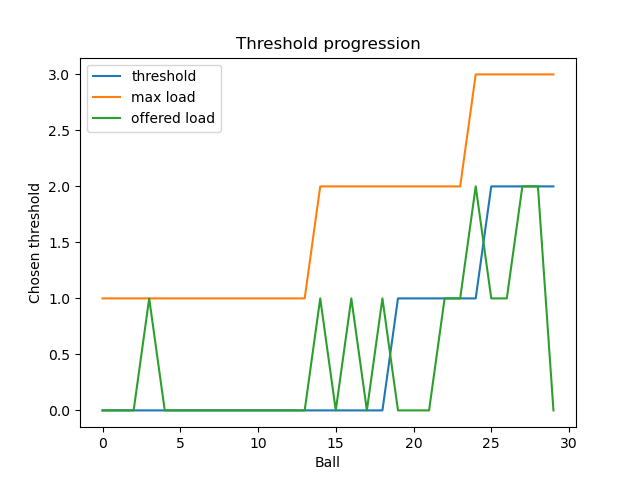 Threshold progression
threshold
max load
offered load
Chosen threshold
3.0
2.5
2.0
1.5
1.0
0.5
0.0
0 5 10 15 20 25 30
Ball